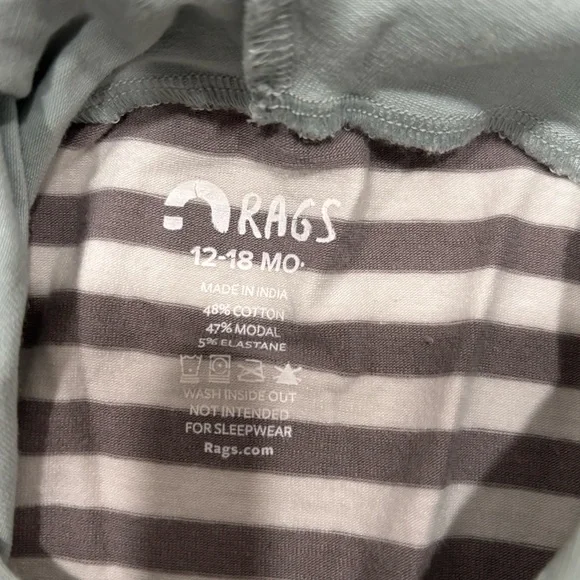 RAGS
12-18 MO.
MADE IN INDIA
48% COTTON
47% MODAL
5% ELASTANE
WASH INSIDE OUT
NOT INTENDED
FOR SLEEPWEAR
Rags.com